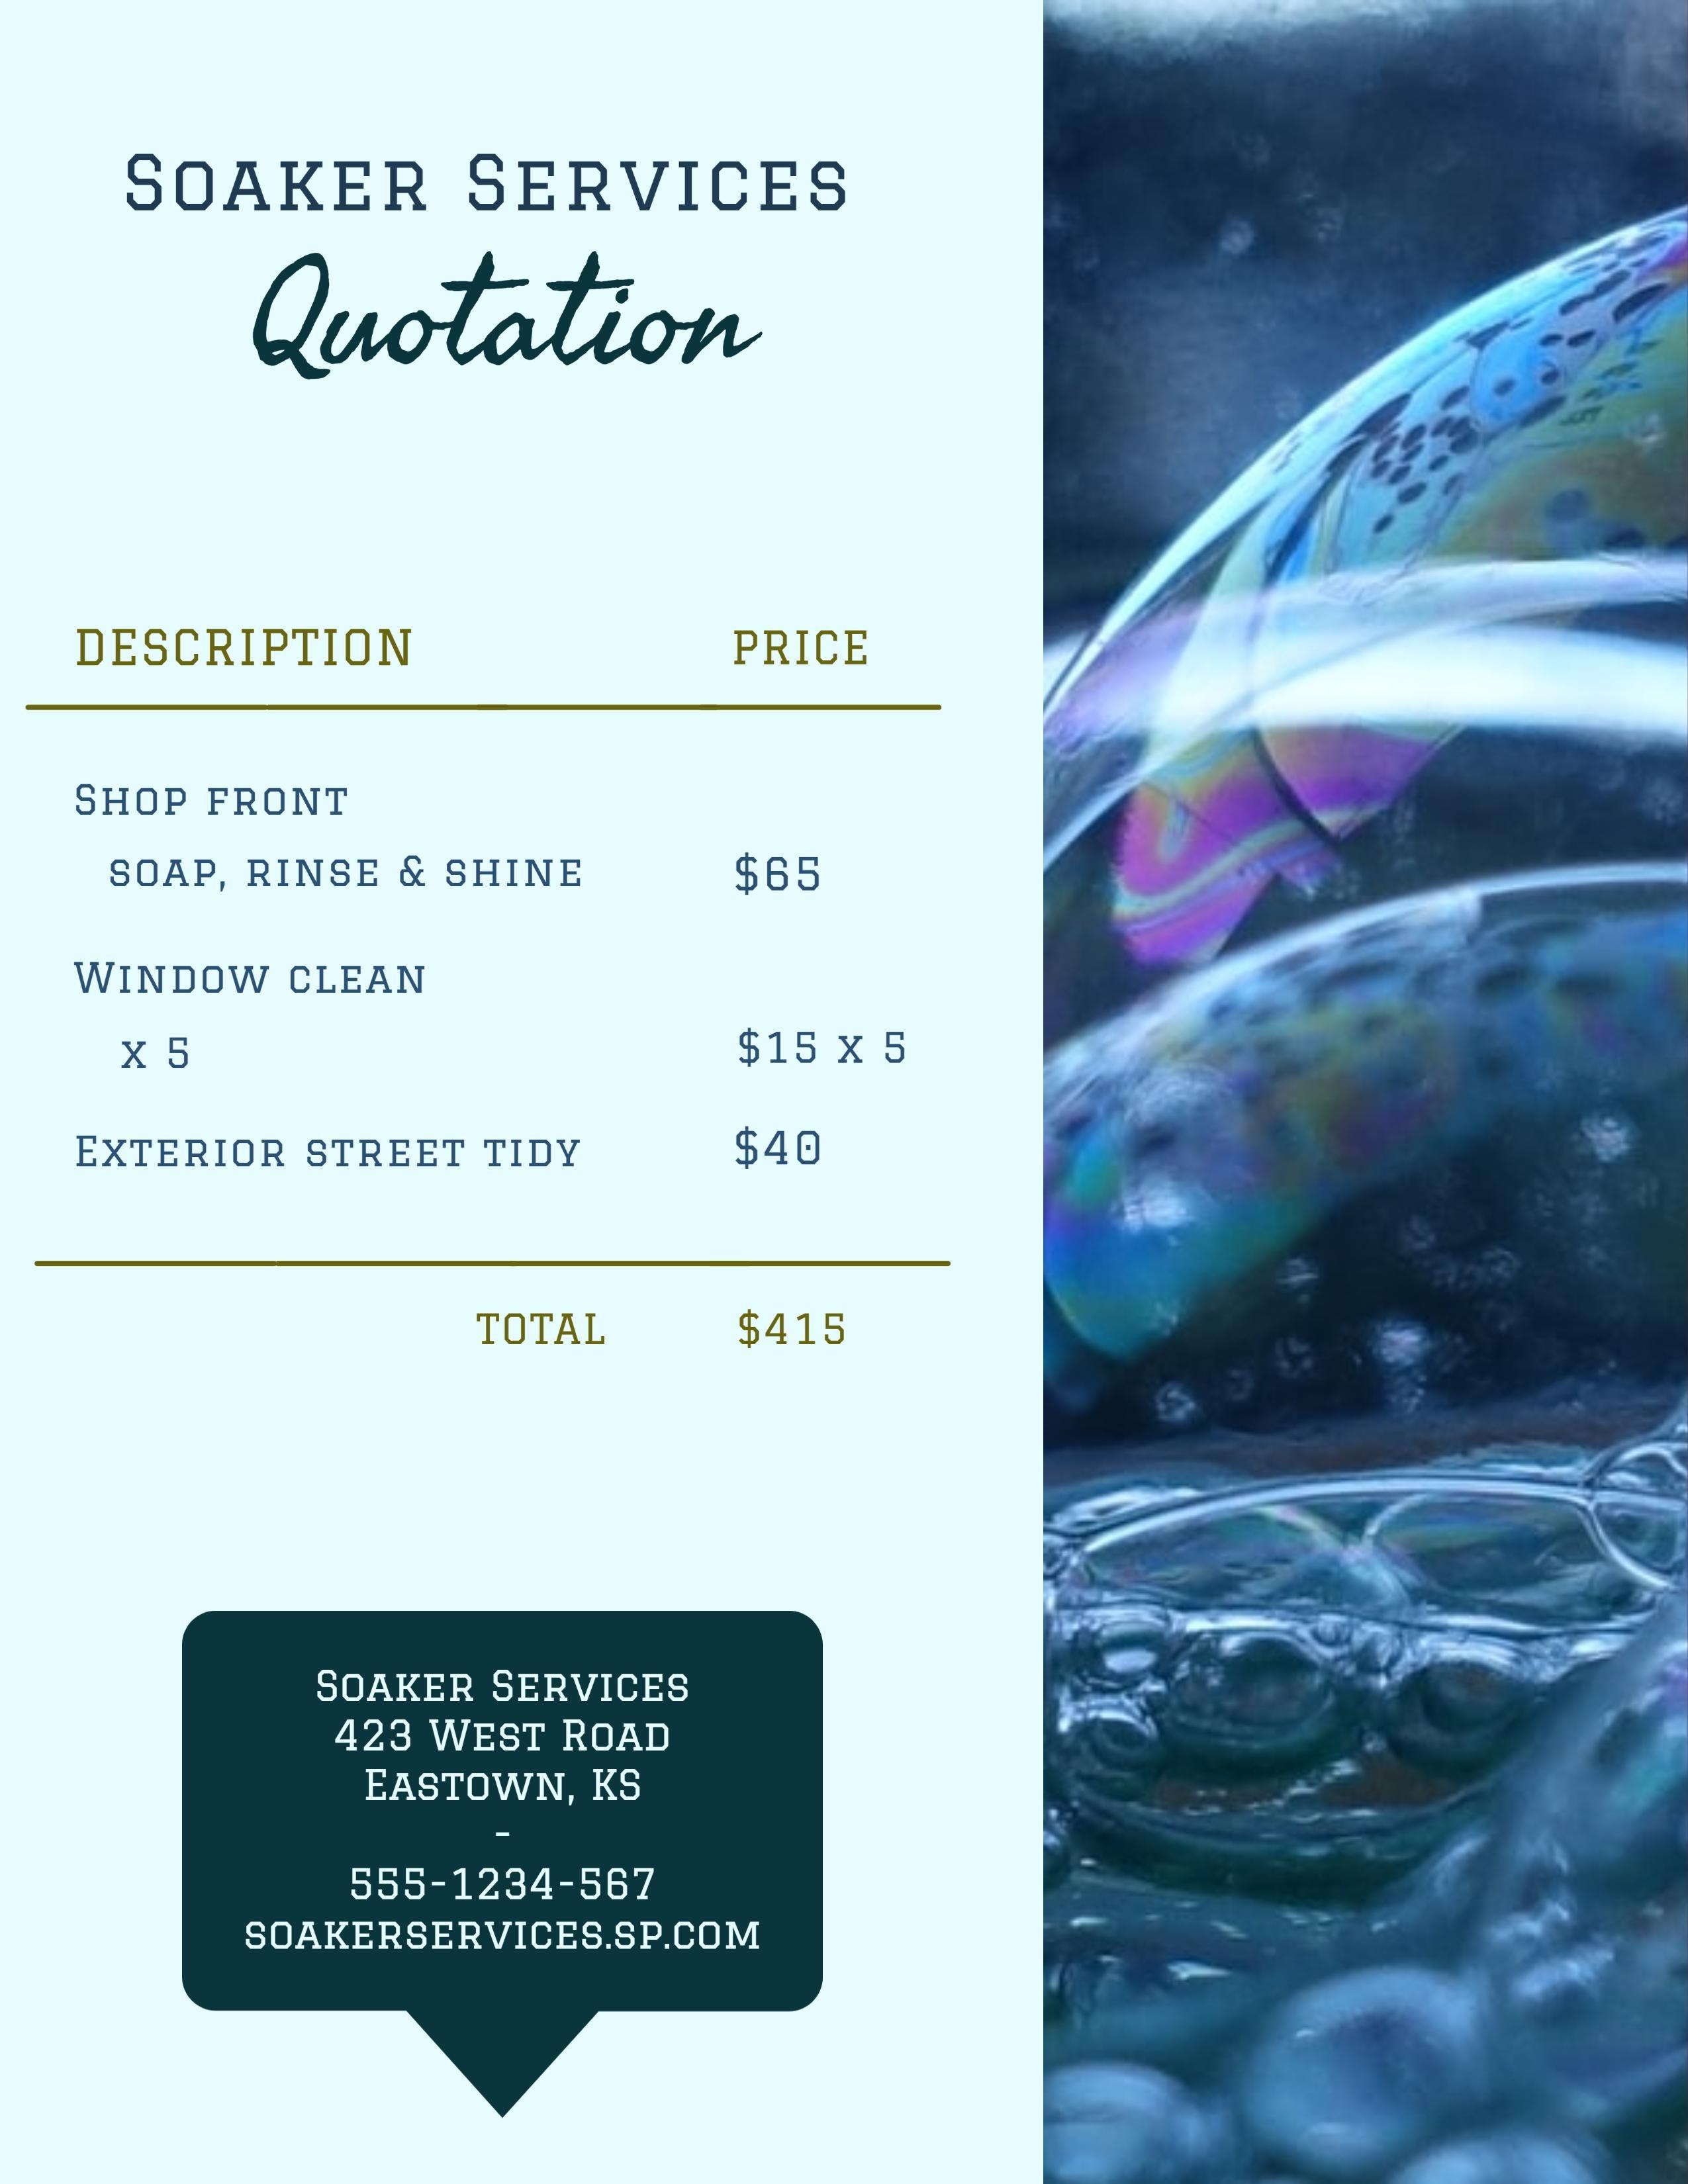 Soaker Services
Quotation
DESCRIPTION PRICE
Shop front
soap, rinse & shine $65
Window clean
x 5 $15 x 5
Exterior street tidy $40
TOTAL $415
Soaker Services
423 West Road
Eastown, KS
-
555-1234-567
soakerservices.sp.com